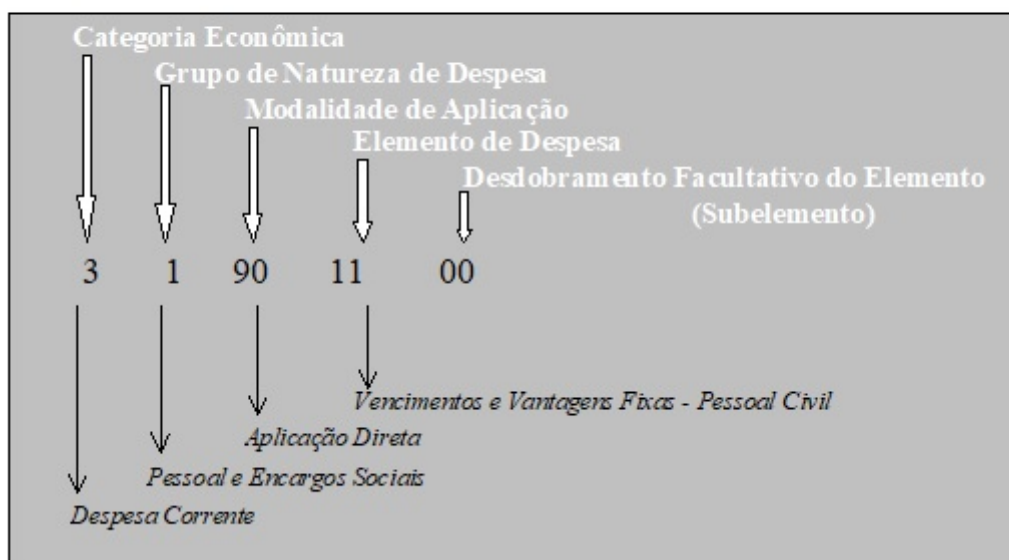 Categoria Econômica
Grupo de Natureza de Despesa
Modalidade de Aplicação
Elemento de Despesa
Desdobramento Facultativo do Elemento
(Subelemento)
3 1 90 11 00
Vencimentos e Vantagens Fixas - Pessoal Civil
Aplicação Direta
Pessoal e Encargos Sociais
Despesa Corrente